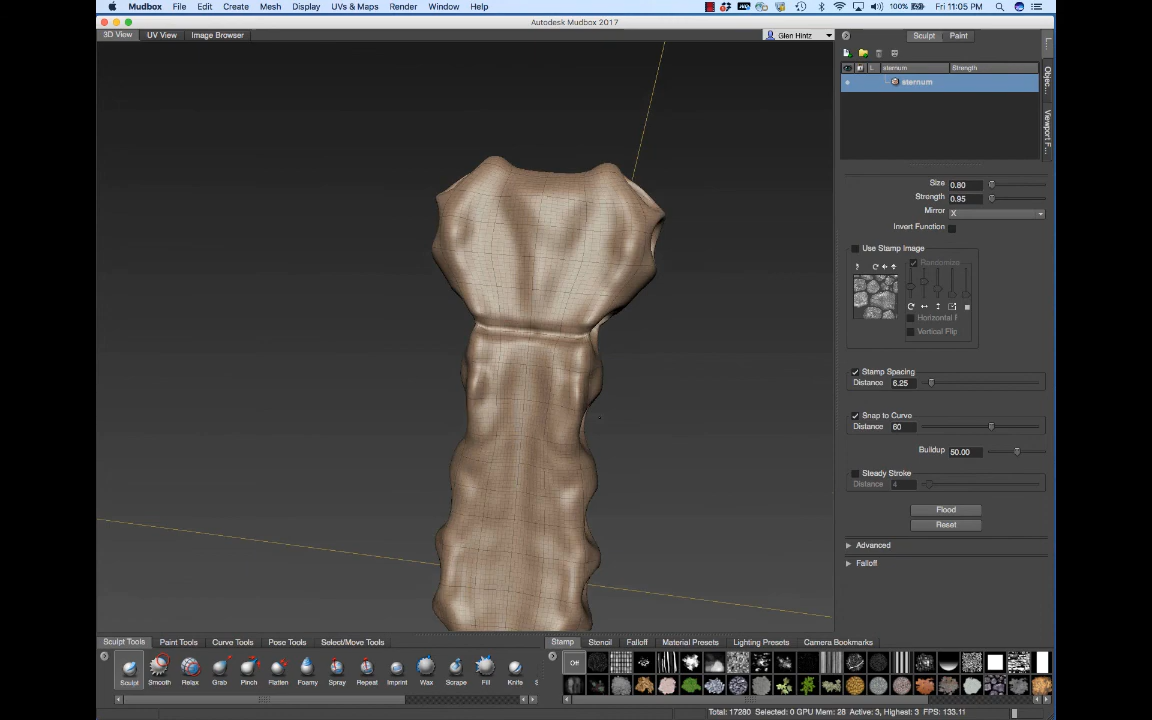 Mudbox File Edit Create Mesh Display UVs & Maps Render Window Help 100% Fri 11:05 PM
Autodesk Mudbox 2017
3D View UV View Image Browser Glen Hintz
Sculpt Paint
L sternum Strength
sternum
L...
Objec...
Viewport F...
Size 0.80
Strength 0.95
Mirror X
Invert Function
Use Stamp Image
Randomize
Horizontal F
Vertical Flip
Stamp Spacing
Distance 6.25
Snap to Curve
Distance 60
Buildup 50.00
Steady Stroke
Distance 4
Flood
Reset
Advanced
Falloff
Sculpt Tools Paint Tools Curve Tools Pose Tools Select/Move Tools
Sculpt Smooth Relax Grab Pinch Flatten Foamy Spray Repeat Imprint Wax Scrape Fill Knife S
Stamp Stencil Falloff Material Presets Lighting Presets Camera Bookmarks
Off
Total: 17280 Selected: 0 GPU Mem: 28 Active: 3, Highest: 3 FPS: 133.11